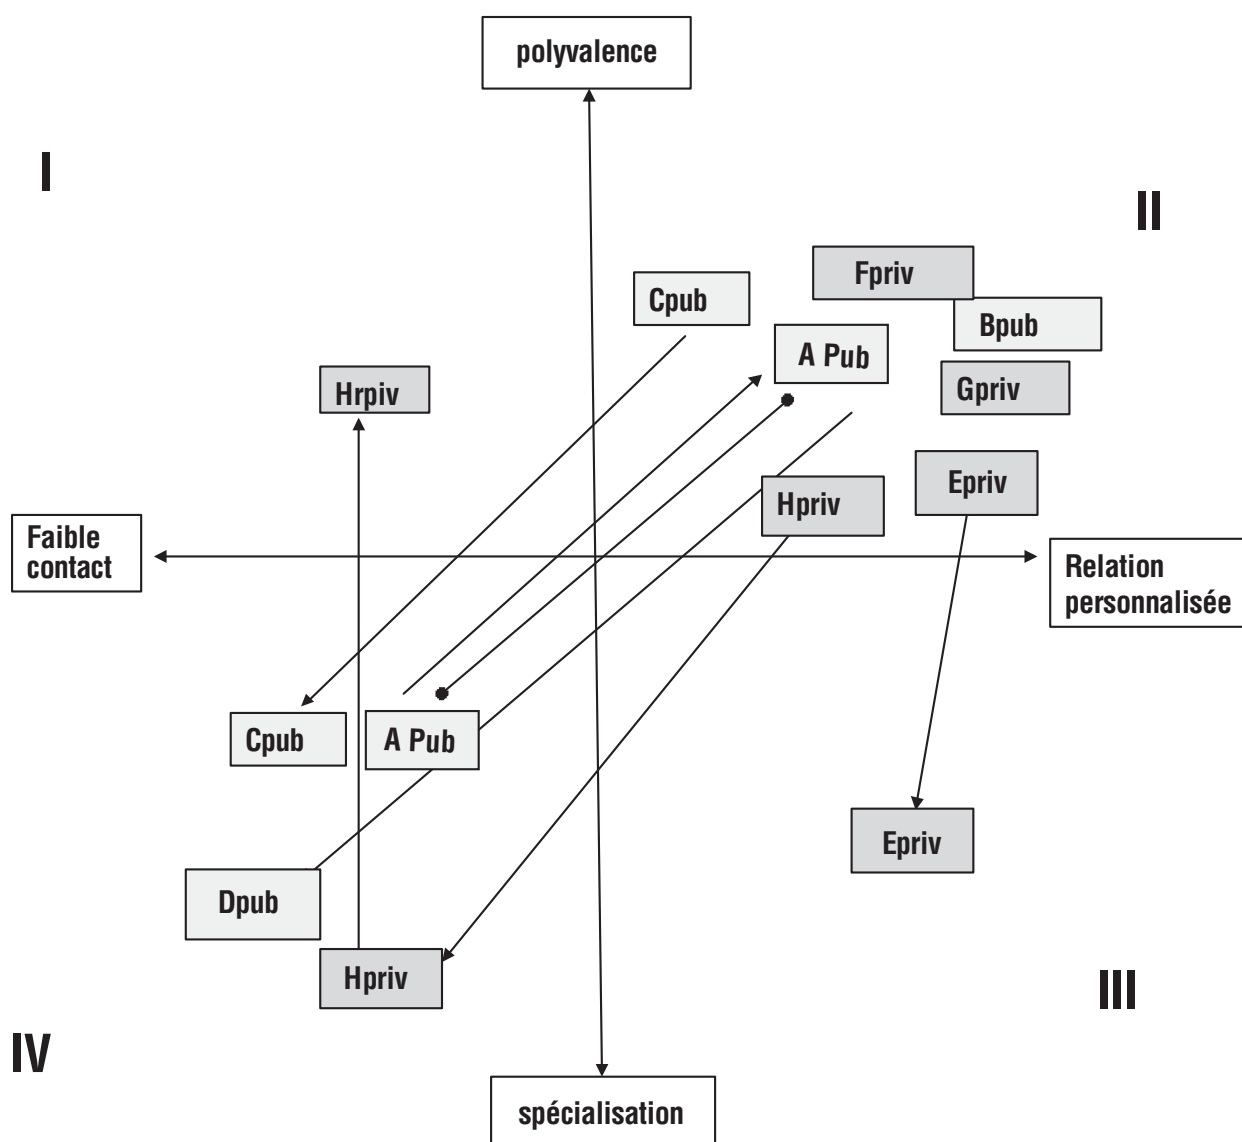 polyvalence
I
II
Fpriv
Cpub
Bpub
A Pub
Gpriv
Hrpiv
Epriv
Hpriv
Faible
contact
Relation
personnalisée
Cpub
A Pub
Epriv
Dpub
Hpriv
III
IV
spécialisation